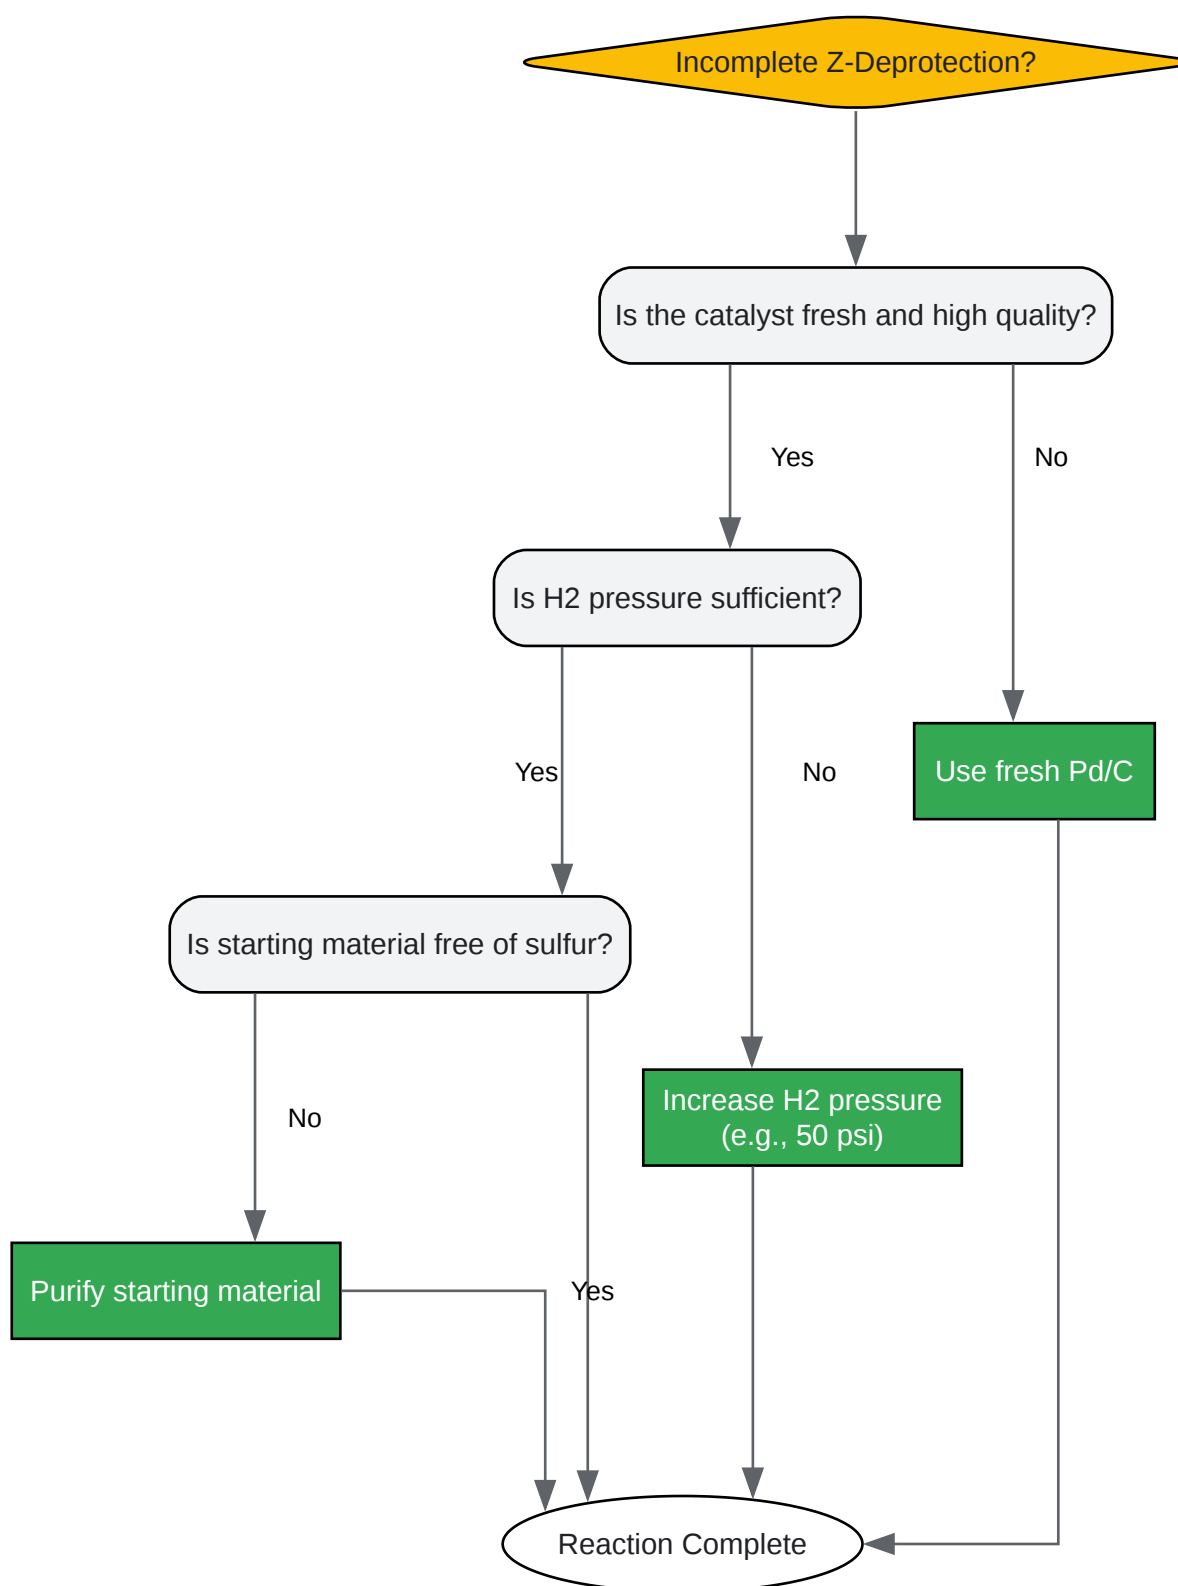 Incomplete Z-Deprotection?
Is the catalyst fresh and high quality?
Yes
No
Is H2 pressure sufficient?
Yes
No
Use fresh Pd/C
Is starting material free of sulfur?
No
Increase H2 pressure
(e.g., 50 psi)
Purify starting material
Yes
Reaction Complete